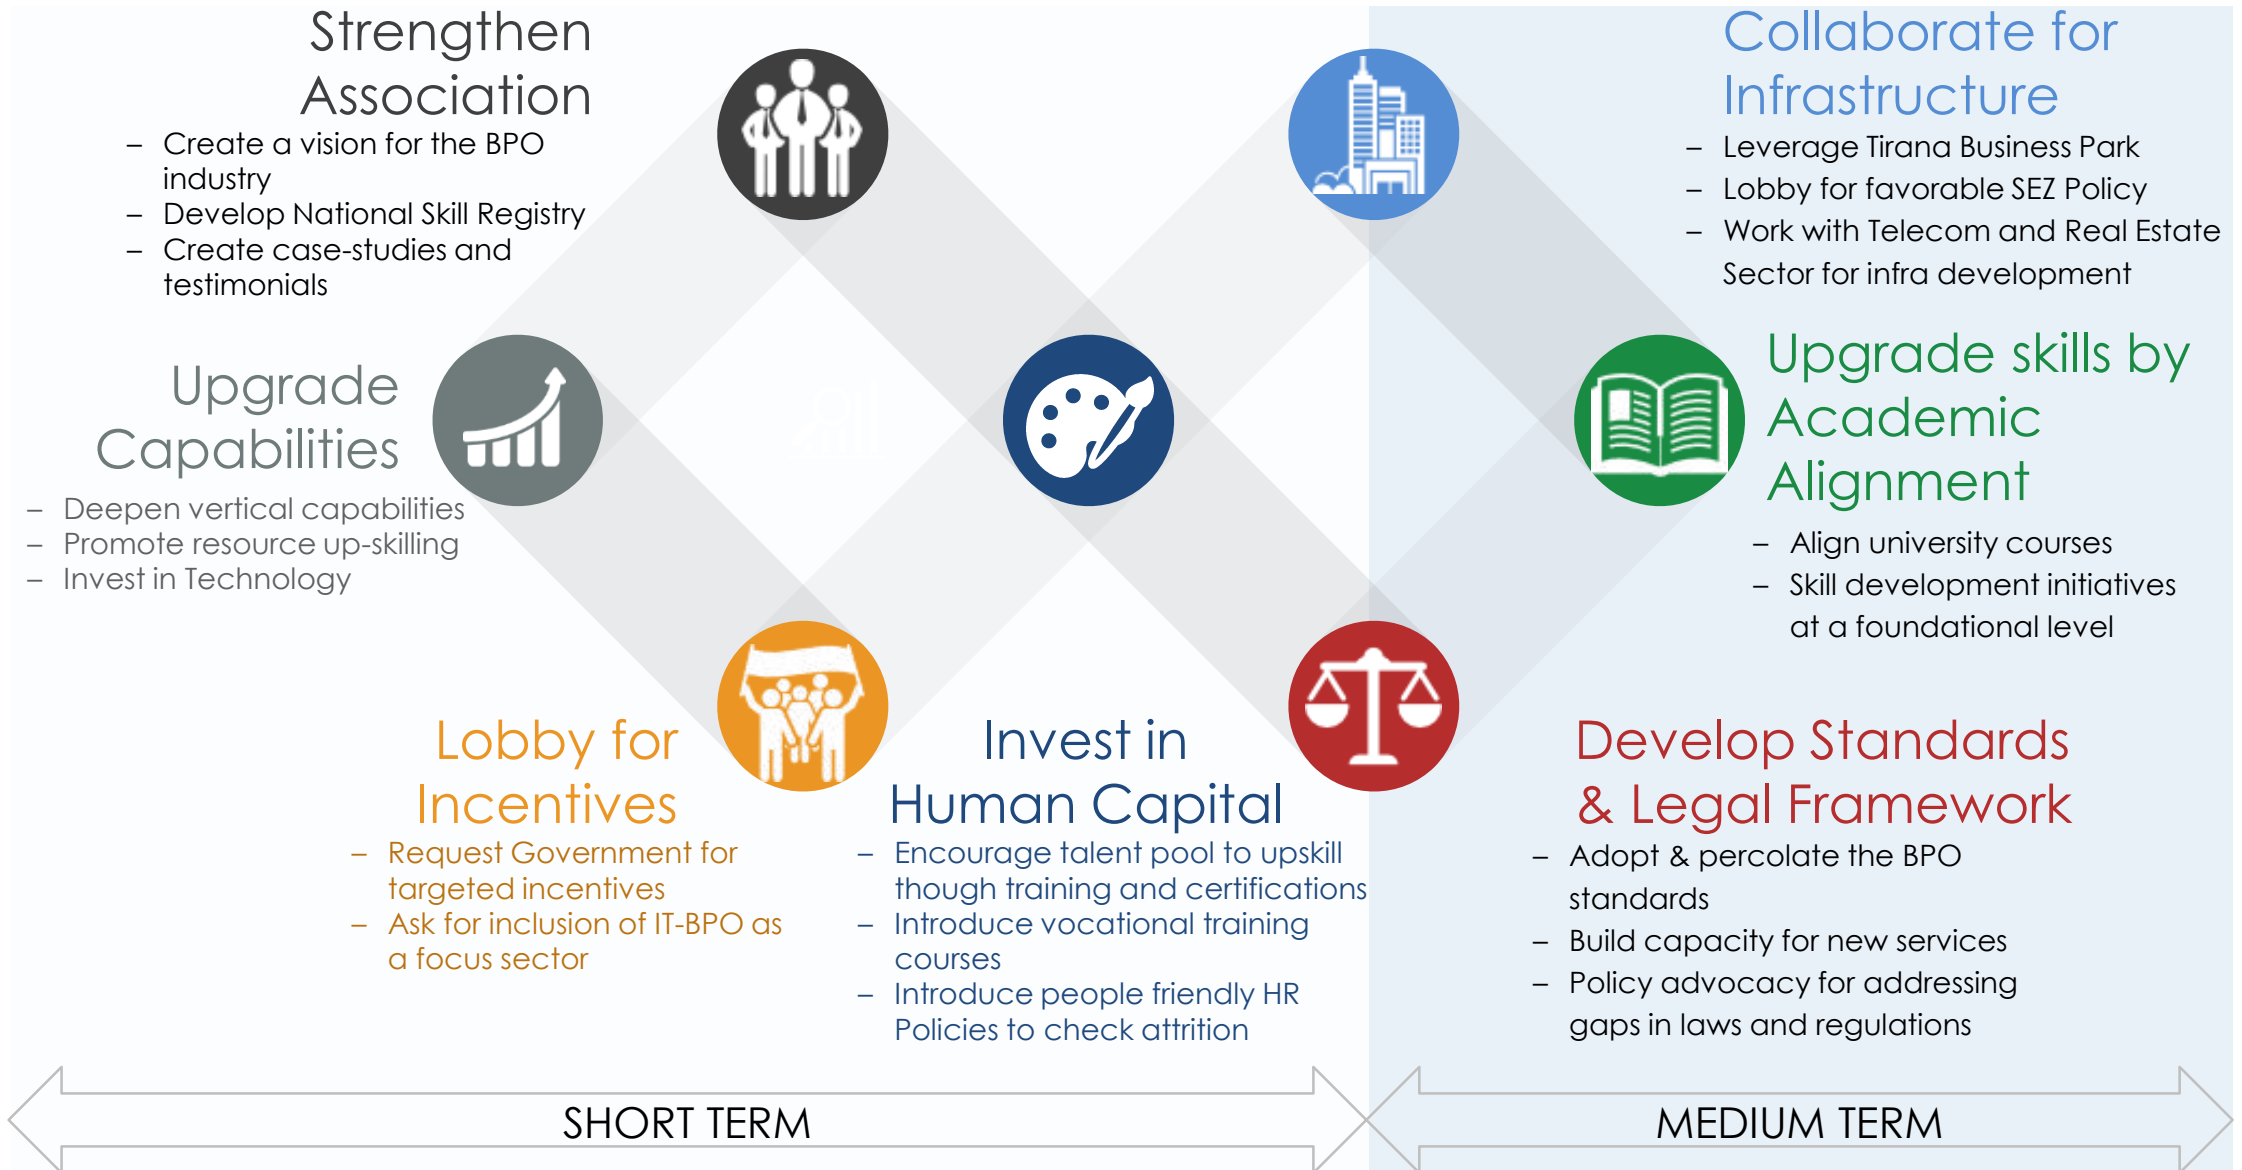 Strengthen
Association
– Create a vision for the BPO
industry
– Develop National Skill Registry
– Create case-studies and
testimonials
Collaborate for
Infrastructure
– Leverage Tirana Business Park
– Lobby for favorable SEZ Policy
– Work with Telecom and Real Estate
Sector for infra development
Upgrade
Capabilities
– Deepen vertical capabilities
– Promote resource up-skilling
– Invest in Technology
Upgrade skills by
Academic
Alignment
– Align university courses
– Skill development initiatives
at a foundational level
Lobby for
Incentives
– Request Government for
targeted incentives
– Ask for inclusion of IT-BPO as
a focus sector
Invest in
Human Capital
– Encourage talent pool to upskill
though training and certifications
– Introduce vocational training
courses
– Introduce people friendly HR
Policies to check attrition
Develop Standards
& Legal Framework
– Adopt & percolate the BPO
standards
– Build capacity for new services
– Policy advocacy for addressing
gaps in laws and regulations
SHORT TERM
MEDIUM TERM